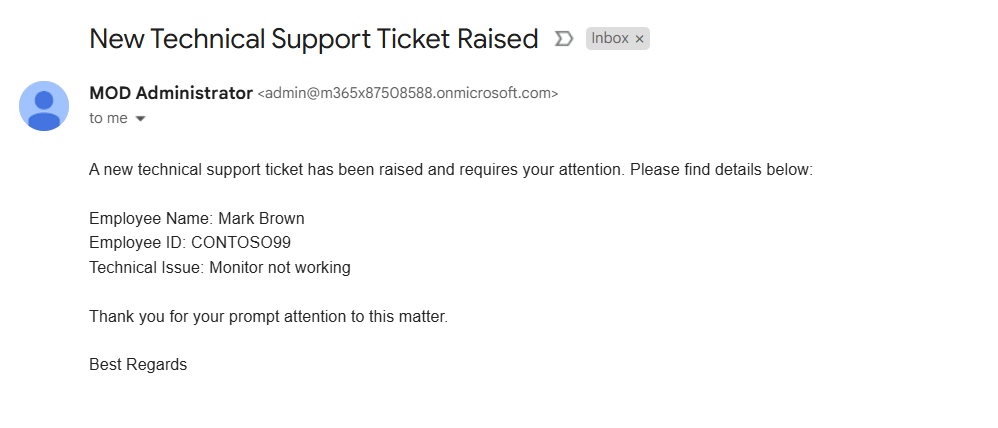 New Technical Support Ticket Raised Inbox ×
MOD Administrator <admin@m365x87508588.onmicrosoft.com>
to me
A new technical support ticket has been raised and requires your attention. Please find details below:
Employee Name: Mark Brown
Employee ID: CONTOSO99
Technical Issue: Monitor not working
Thank you for your prompt attention to this matter.
Best Regards